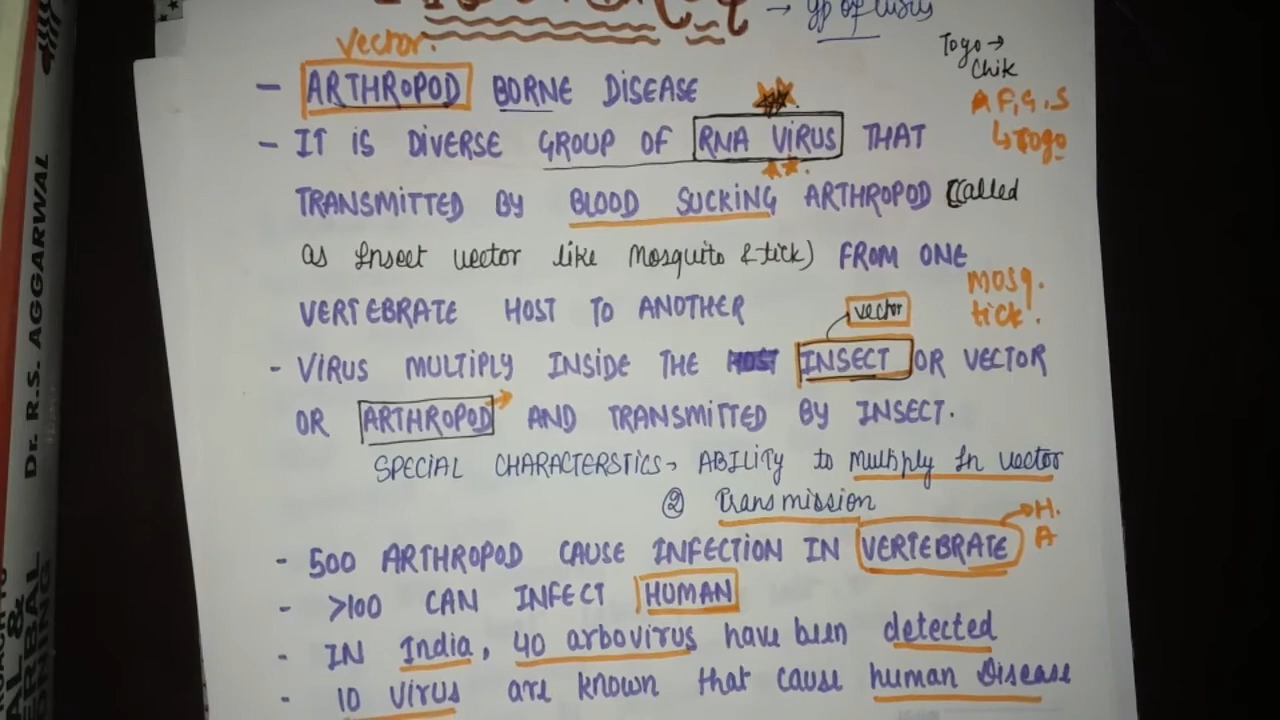 → gp of virus
vector.
Togo →
Chik
- ARTHROPOD BORNE DISEASE
A F, G, S
↳ Togo
- IT IS DIVERSE GROUP OF RNA VIRUS THAT
TRANSMITTED BY BLOOD SUCKING ARTHROPOD (called
as Insect vector like Mosquito & tick) FROM ONE
mosq.
tick.
VERTEBRATE HOST TO ANOTHER
vector
- VIRUS MULTIPLY INSIDE THE INSECT OR VECTOR
OR ARTHROPOD → AND TRANSMITTED BY INSECT.
SPECIAL CHARACTERSTICS → ABILITY to Multiply In vector
② Transmission
→ H.
A
- 500 ARTHROPOD CAUSE INFECTION IN VERTEBRATE
- >100 CAN INFECT HUMAN
- IN India, 40 arbovirus have been detected
- 10 virus are known that cause human Disease
Dr. R.S. AGGARWAL